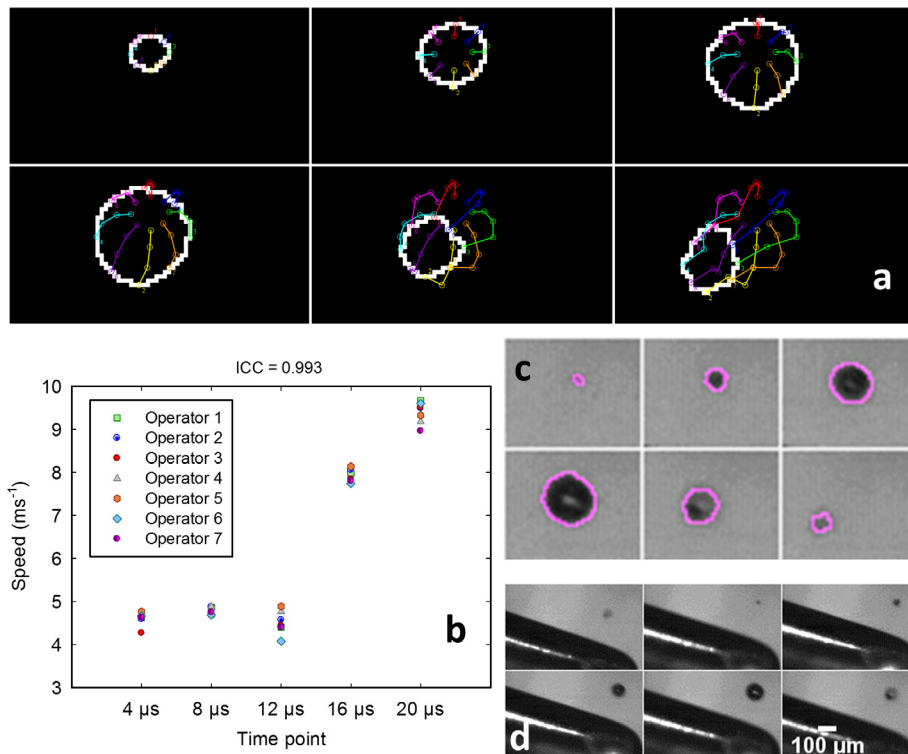 a
ICC = 0.993
10
9
8
7
6
5
4
3
Speed (ms-1)
Operator 1
Operator 2
Operator 3
Operator 4
Operator 5
Operator 6
Operator 7
b
4 µs 8 µs 12 µs 16 µs 20 µs
Time point
c
d
100 µm